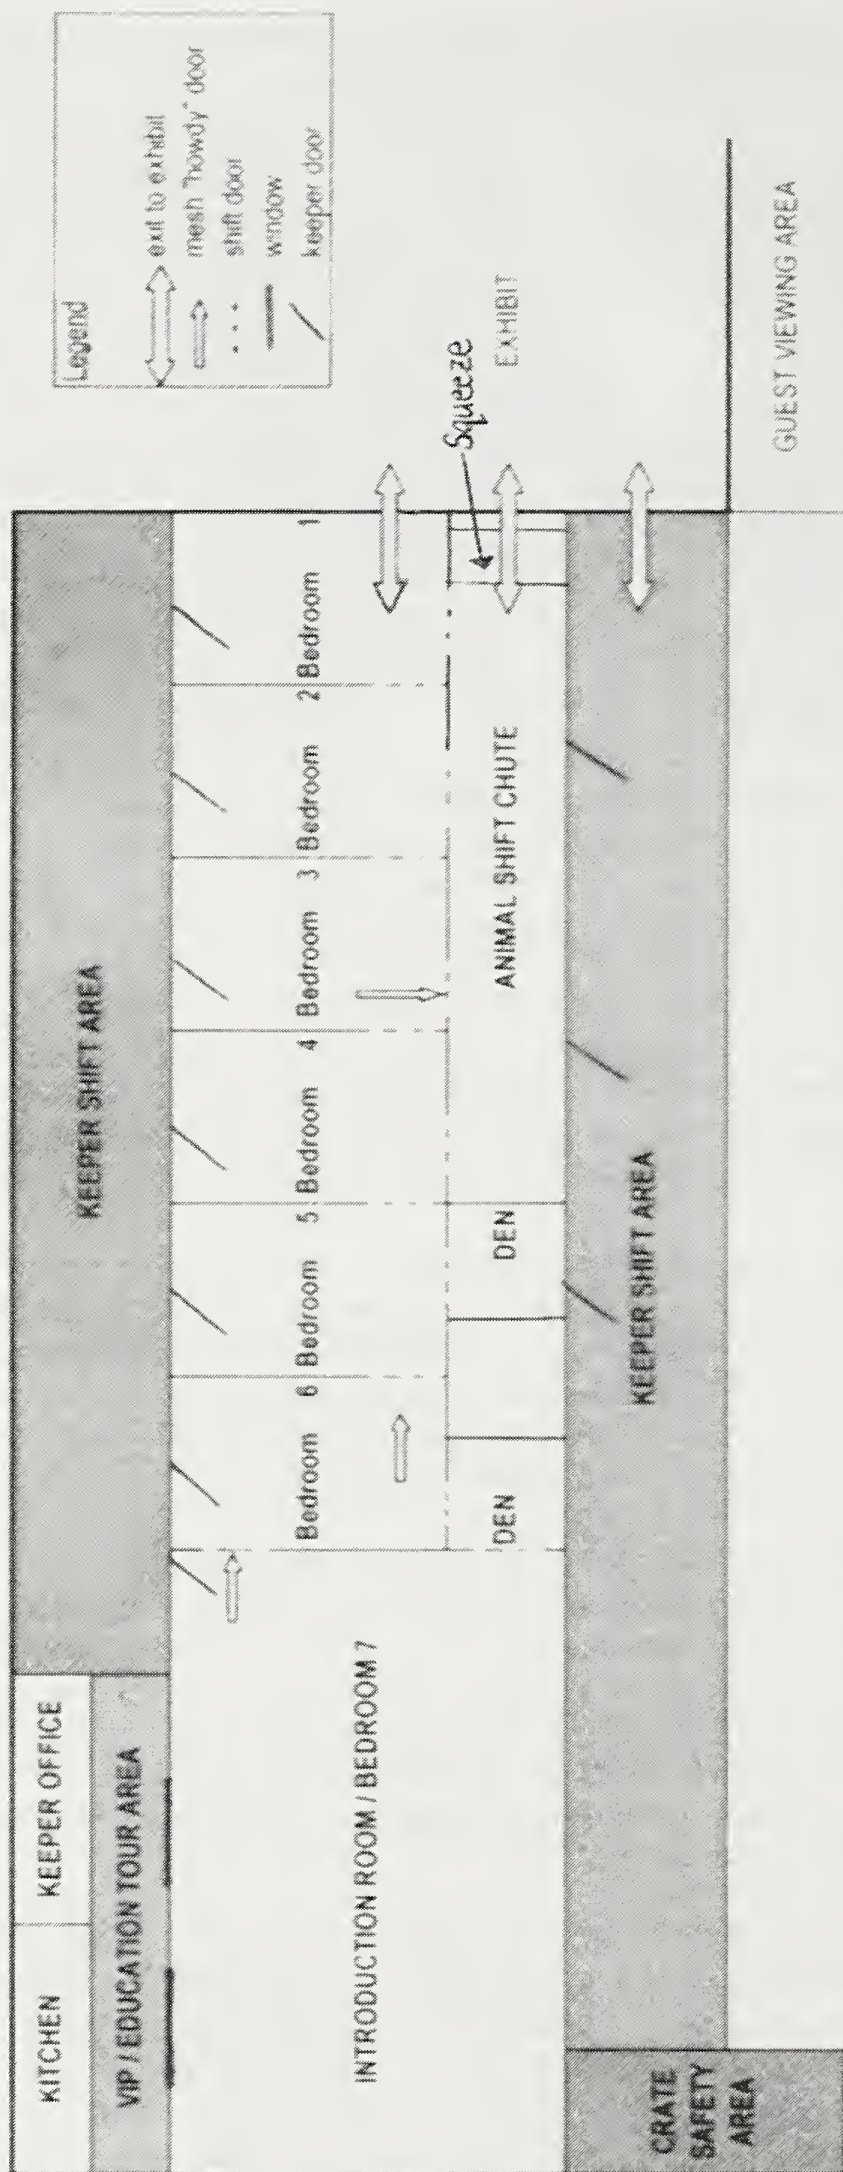 Legend
exit to exhibit
mesh "howdy" door
shift door
window
keeper door
KITCHEN
KEEPER OFFICE
VIP / EDUCATION TOUR AREA
KEEPER SHIFT AREA
INTRODUCTION ROOM / BEDROOM 7
Bedroom 6
Bedroom 5
Bedroom 4
Bedroom 3
Bedroom 2
Bedroom 1
DEN
DEN
ANIMAL SHIFT CHUTE
Squeeze
EXHIBIT
KEEPER SHIFT AREA
CRATE
SAFETY
AREA
GUEST VIEWING AREA